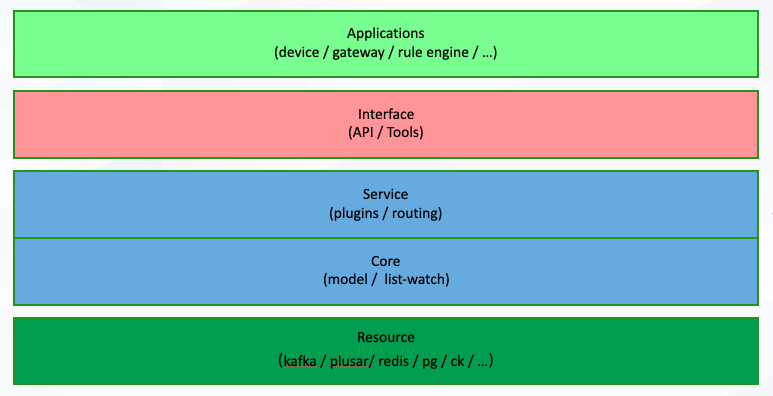 Applications
(device / gateway / rule engine / …)
Interface
(API / Tools)
Service
(plugins / routing)
Core
(model /  list-watch)
Resource
(kafka / plusar/ redis / pg / ck / …)